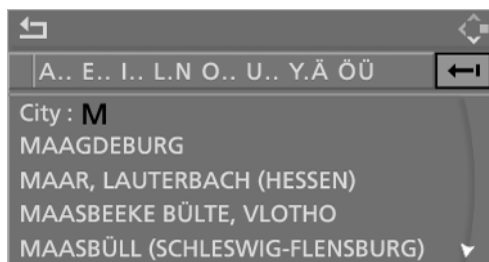 A.. E.. I.. L.N O.. U.. Y.Ä ÖÜ
City : M
MAAGDEBURG
MAAR, LAUTERBACH (HESSEN)
MAASBEEKE BÜLTE, VLOTHO
MAASBÜLL (SCHLESWIG-FLENSBURG)